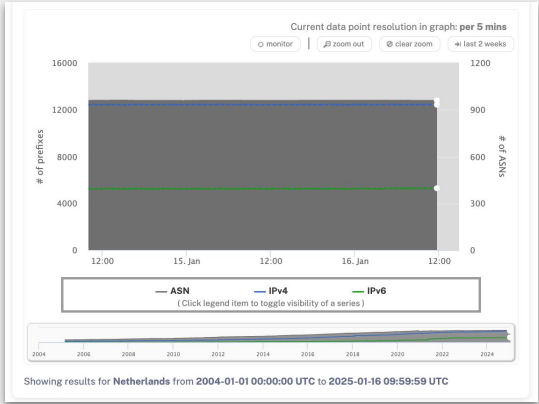 Current data point resolution in graph: per 5 mins
monitor | zoom out clear zoom last 2 weeks
16000 1200
12000 900
8000 600
4000 300
0 0
# of prefixes
# of ASNs
12:00 15. Jan 12:00 16. Jan 12:00
ASN IPv4 IPv6
( Click legend item to toggle visibility of a series )
2004 2006 2008 2010 2012 2014 2016 2018 2020 2022 2024
Showing results for Netherlands from 2004-01-01 00:00:00 UTC to 2025-01-16 09:59:59 UTC